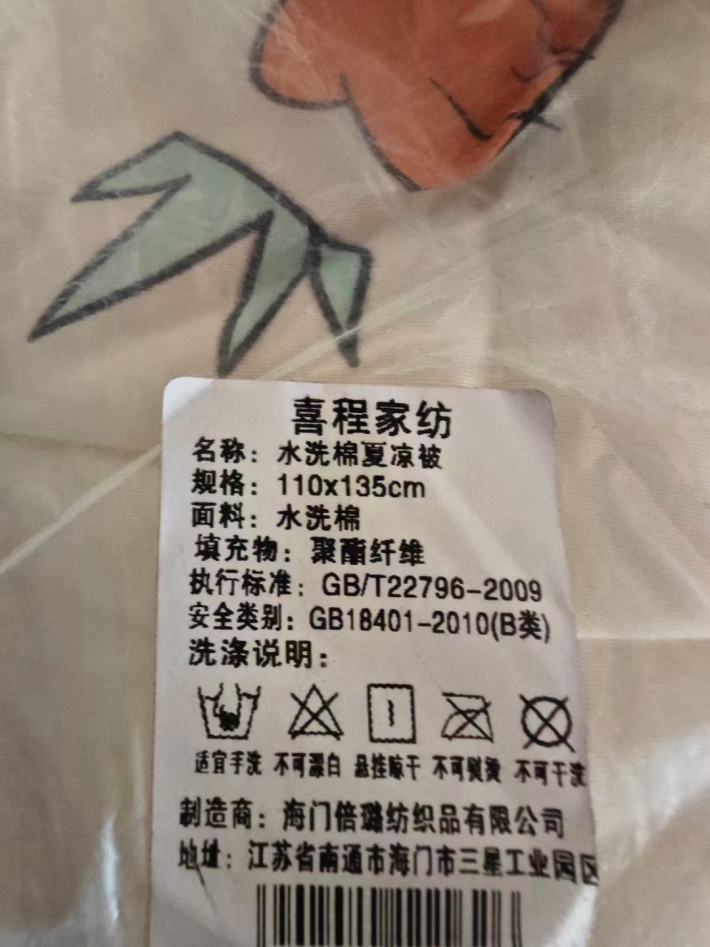 喜程家纺
名称：水洗棉夏凉被
规格：110x135cm
面料：水洗棉
填充物：聚酯纤维
执行标准：GB/T22796-2009
安全类别：GB18401-2010(B类)
洗涤说明：
适宜手洗 不可漂白 悬挂晾干 不可熨烫 不可干洗
制造商：海门倍璐纺织品有限公司
地址：江苏省南通市海门市三星工业园区